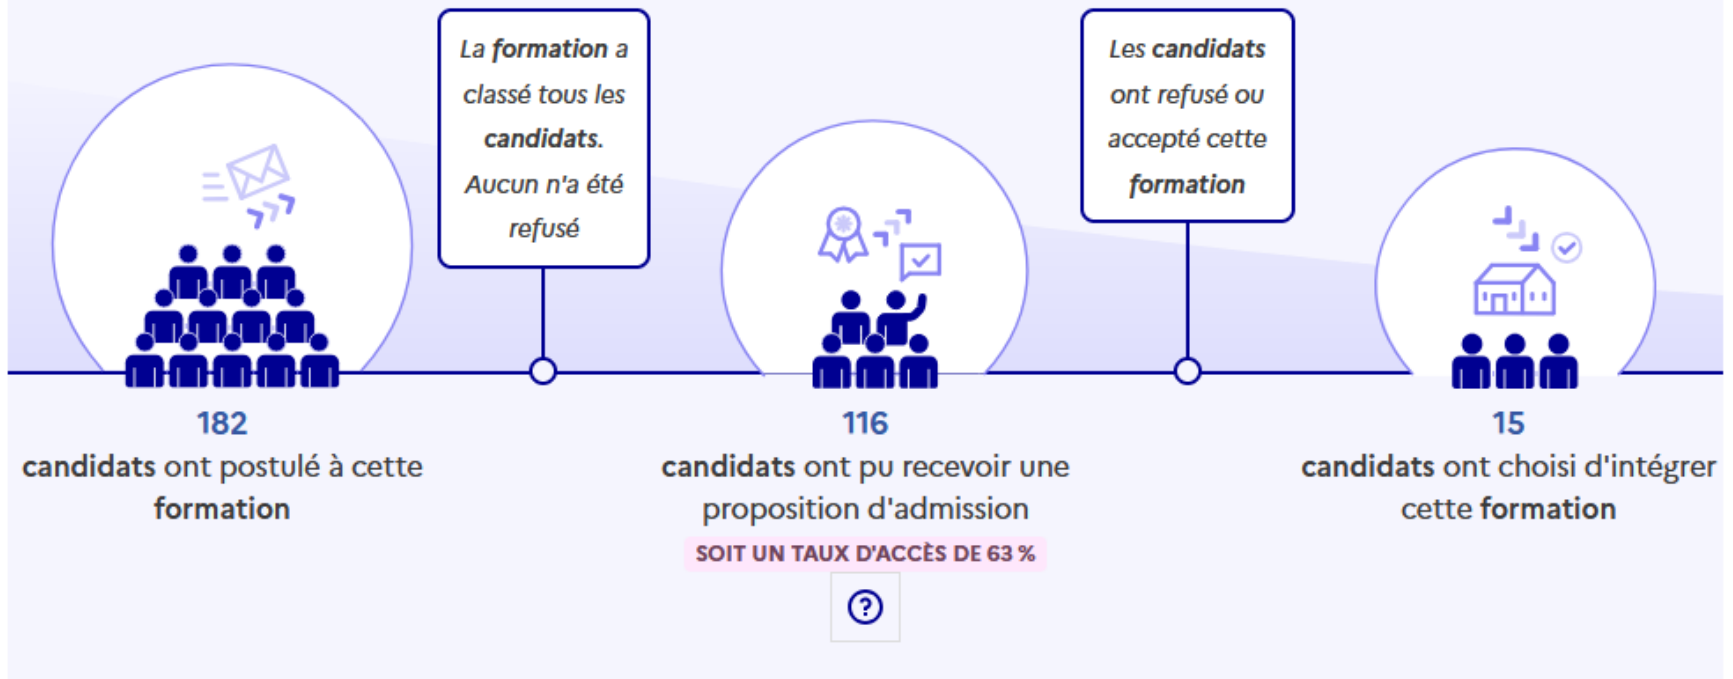 La formation a
classé tous les
candidats.
Aucun n'a été
refusé
Les candidats
ont refusé ou
accepté cette
formation
182
candidats ont postulé à cette
formation
116
candidats ont pu recevoir une
proposition d'admission
SOIT UN TAUX D'ACCÈS DE 63 %
?
15
candidats ont choisi d'intégrer
cette formation